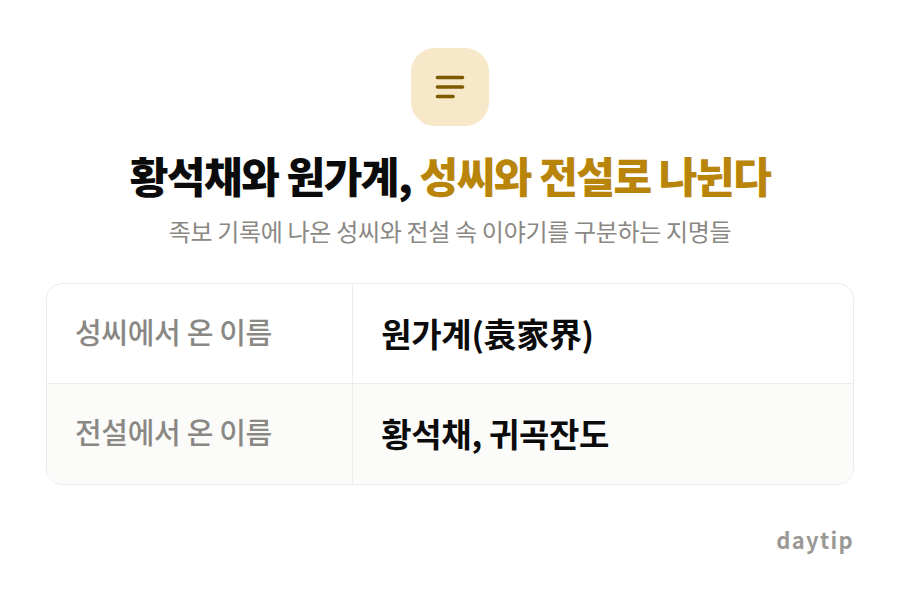 황석채와 원가계, 성씨와 전설로 나뉜다
족보 기록에 나온 성씨와 전설 속 이야기를 구분하는 지명들
성씨에서 온 이름
원가계(袁家界)
전설에서 온 이름
황석채, 귀곡잔도
daytip